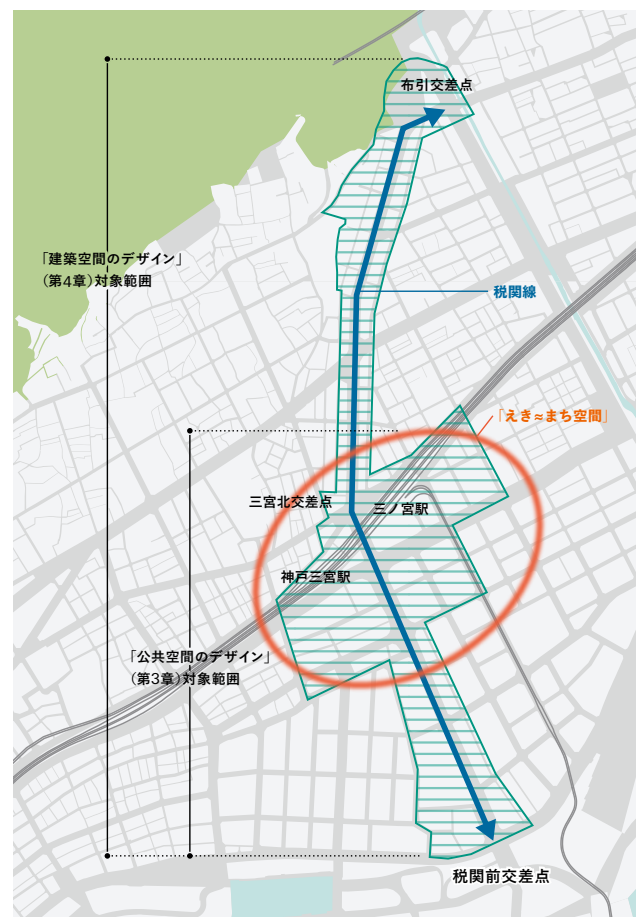 布引交差点
「建築空間のデザイン」
（第4章）対象範囲
税関線
「えき≈まち空間」
三宮北交差点
三ノ宮駅
神戸三宮駅
「公共空間のデザイン」
（第3章）対象範囲
税関前交差点